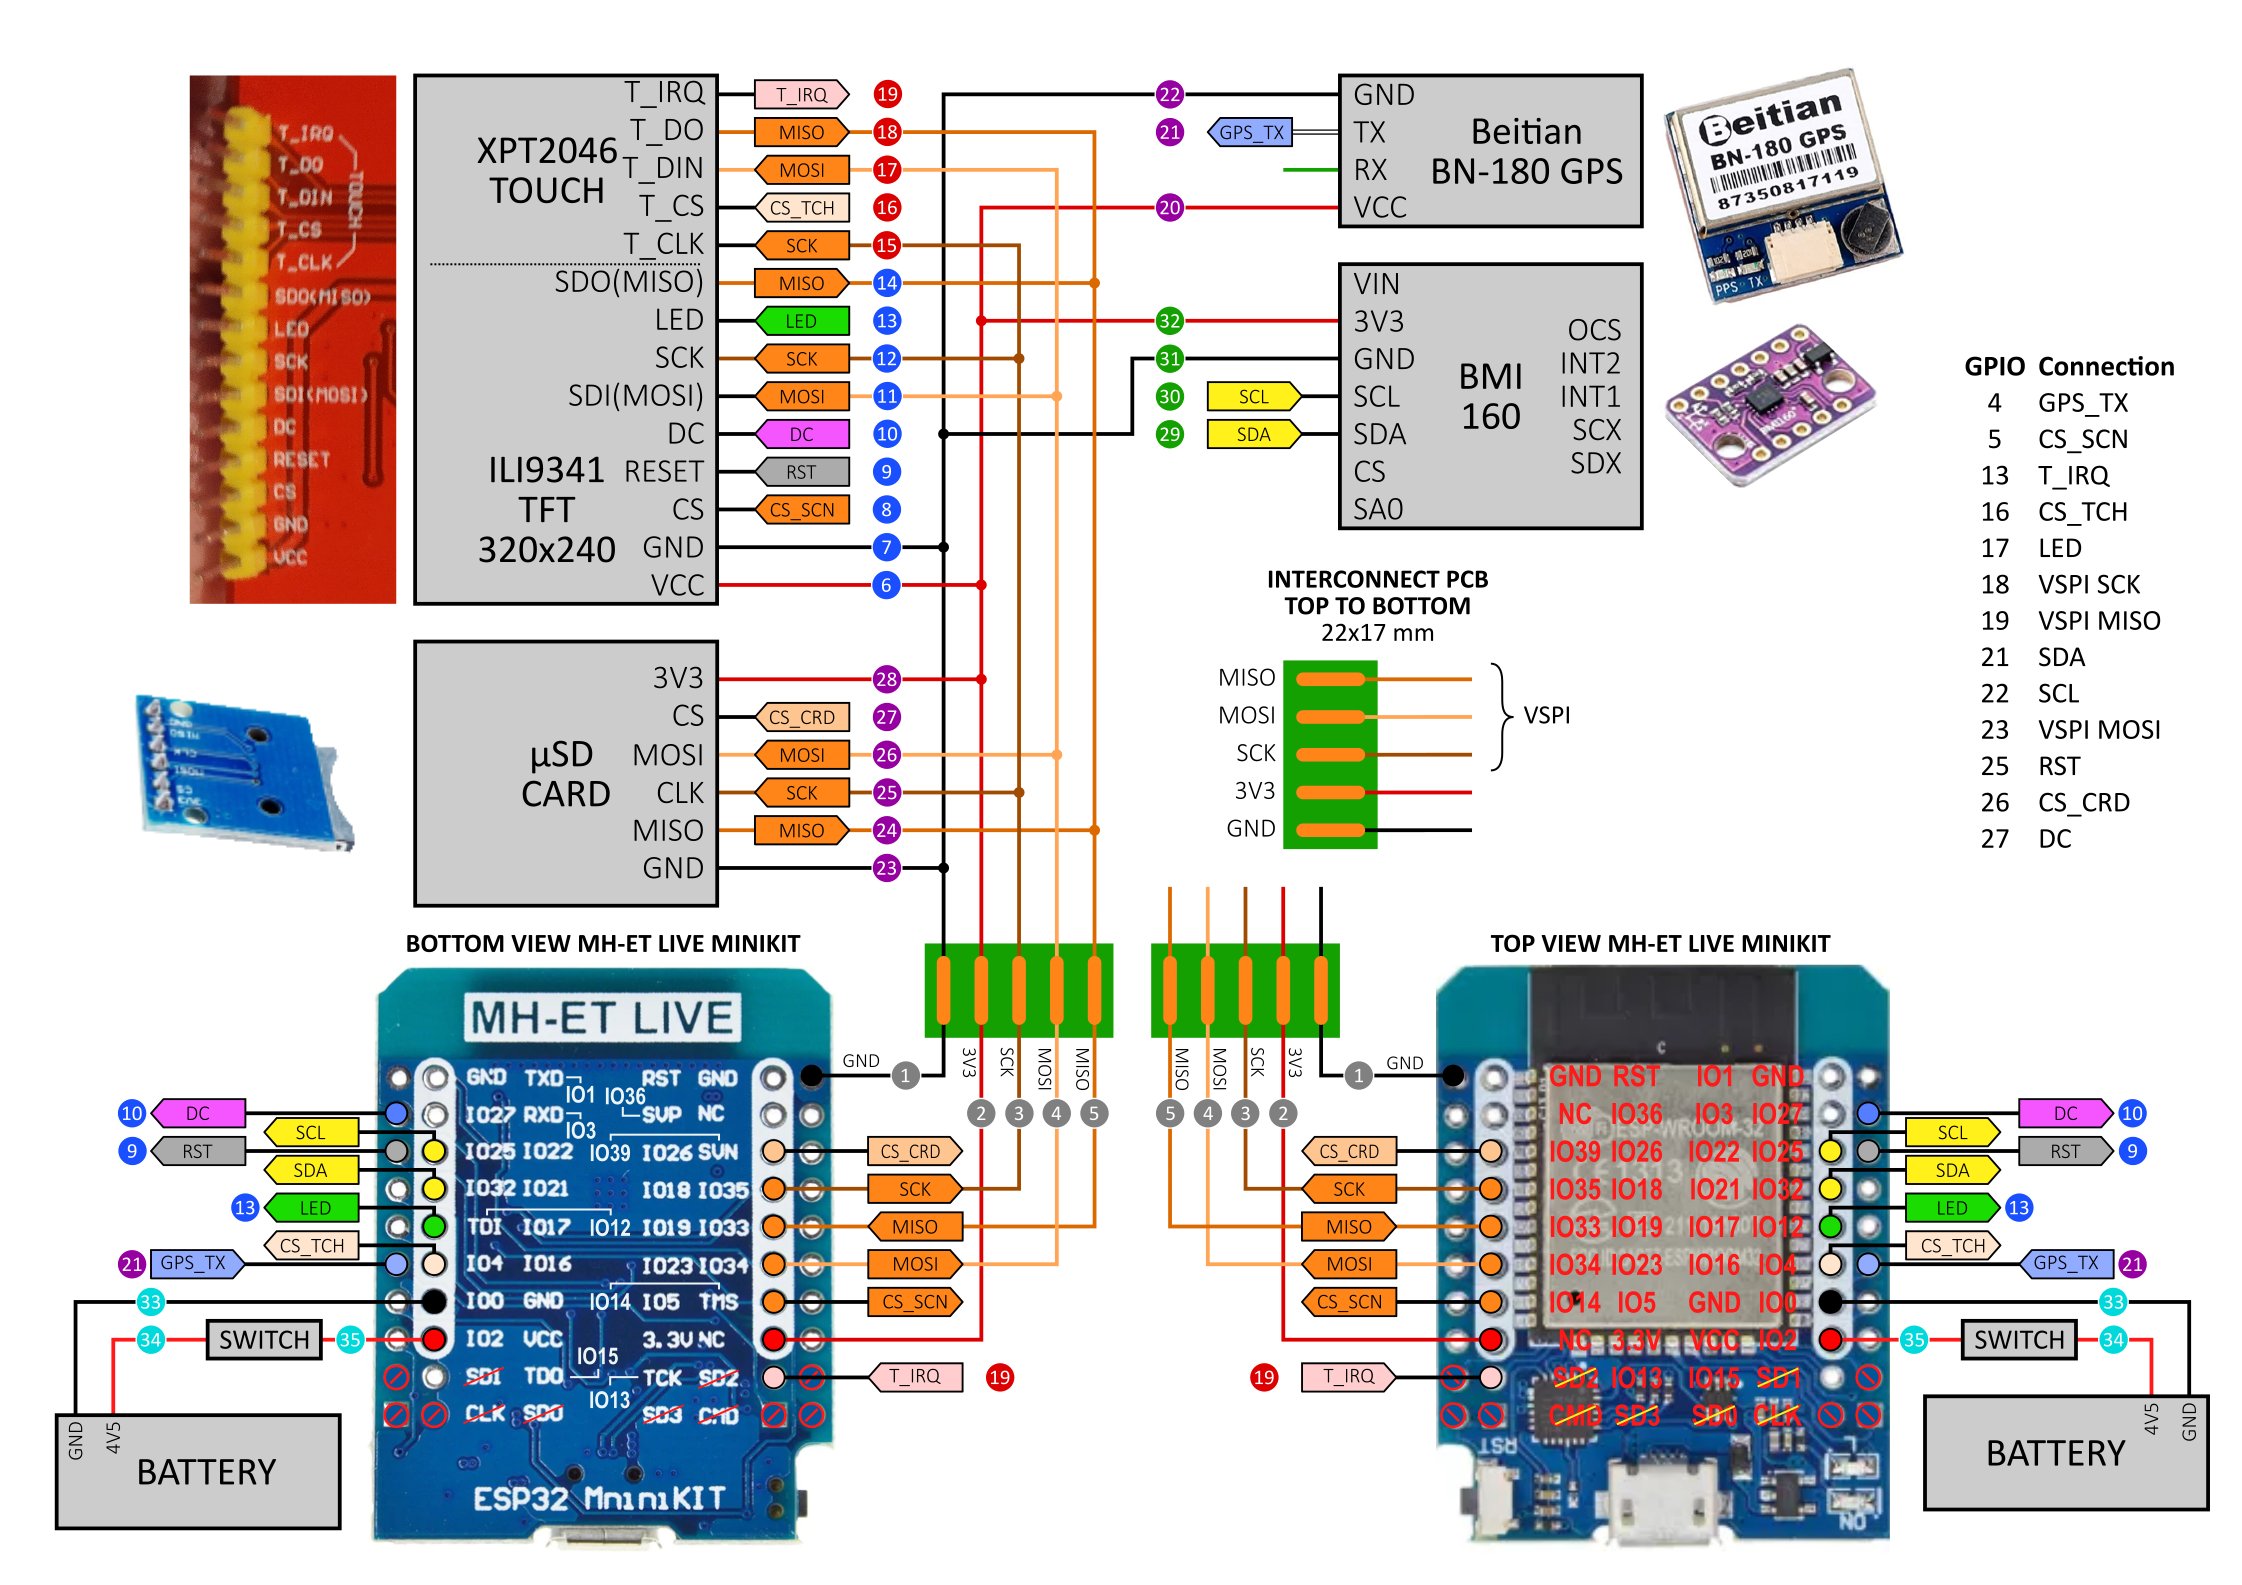 T_IRQ
T_DO
T_DIN
T_CS
T_CLK
TOUCH
SDO(MISO)
LED
SCK
SDI(MOSI)
DC
RESET
CS
GND
VCC
XPT2046
TOUCH
ILI9341
TFT
320x240
T_IRQ T_IRQ 19
T_DO MISO 18
T_DIN MOSI 17
T_CS CS_TCH 16
T_CLK SCK 15
SDO(MISO) MISO 14
LED LED 13
SCK SCK 12
SDI(MOSI) MOSI 11
DC DC 10
RESET RST 9
CS CS_SCN 8
GND 7
VCC 6
22 GND
21 GPS_TX TX
RX
20 VCC
Beitian
BN-180 GPS
Beitian
BN-180 GPS
87350817119
PPS TX
VIN
32 3V3
31 GND
30 SCL SCL
29 SDA SDA
CS
SA0
BMI
160
OCS
INT2
INT1
SCX
SDX
GPIO Connection
4 GPS_TX
5 CS_SCN
13 T_IRQ
16 CS_TCH
17 LED
18 VSPI SCK
19 VSPI MISO
21 SDA
22 SCL
23 VSPI MOSI
25 RST
26 CS_CRD
27 DC
µSD
CARD
3V3 28
CS CS_CRD 27
MOSI MOSI 26
CLK SCK 25
MISO MISO 24
GND 23
GND
MISO
CLK
MOSI
CS
3V3
INTERCONNECT PCB
TOP TO BOTTOM
22x17 mm
MISO
MOSI
SCK
3V3
GND
VSPI
BOTTOM VIEW MH-ET LIVE MINIKIT
MH-ET LIVE
GND TXD RST GND
IO1 IO36
IO27 RXD SVP NC
IO3
IO25 IO22 IO39 IO26 SVN
IO32 IO21 IO18 IO35
TDI IO17 IO12 IO19 IO33
IO4 IO16 IO23 IO34
IO0 GND IO14 IO5 TMS
IO2 VCC 3.3V NC
IO15
SD1 TDO TCK SD2
IO13
CLK SD0 SD3 CMD
ESP32 MniniKIT
10 DC
SCL
9 RST
SDA
13 LED
CS_TCH
21 GPS_TX
33
34 SWITCH 35
GND
4V5
BATTERY
GND 1
3V3
SCK
MOSI
MISO
2 3 4 5
CS_CRD
SCK
MISO
MOSI
CS_SCN
T_IRQ 19
MISO
MOSI
SCK
3V3
1 GND
5 4 3 2
CS_CRD
SCK
MISO
MOSI
CS_SCN
19 T_IRQ
TOP VIEW MH-ET LIVE MINIKIT
GND RST IO1 GND
NC IO36 IO3 IO27
IO39 IO26 IO22 IO25
IO35 IO18 IO21 IO32
IO33 IO19 IO17 IO12
IO34 IO23 IO16 IO4
IO14 IO5 GND IO0
NC 3.3V VCC IO2
SD2 IO13 IO15 SD1
CMD SD3 SD0 CLK
RST
ON
DC 10
SCL
RST 9
SDA
LED 13
CS_TCH
GPS_TX 21
33
35 SWITCH 34
4V5
GND
BATTERY